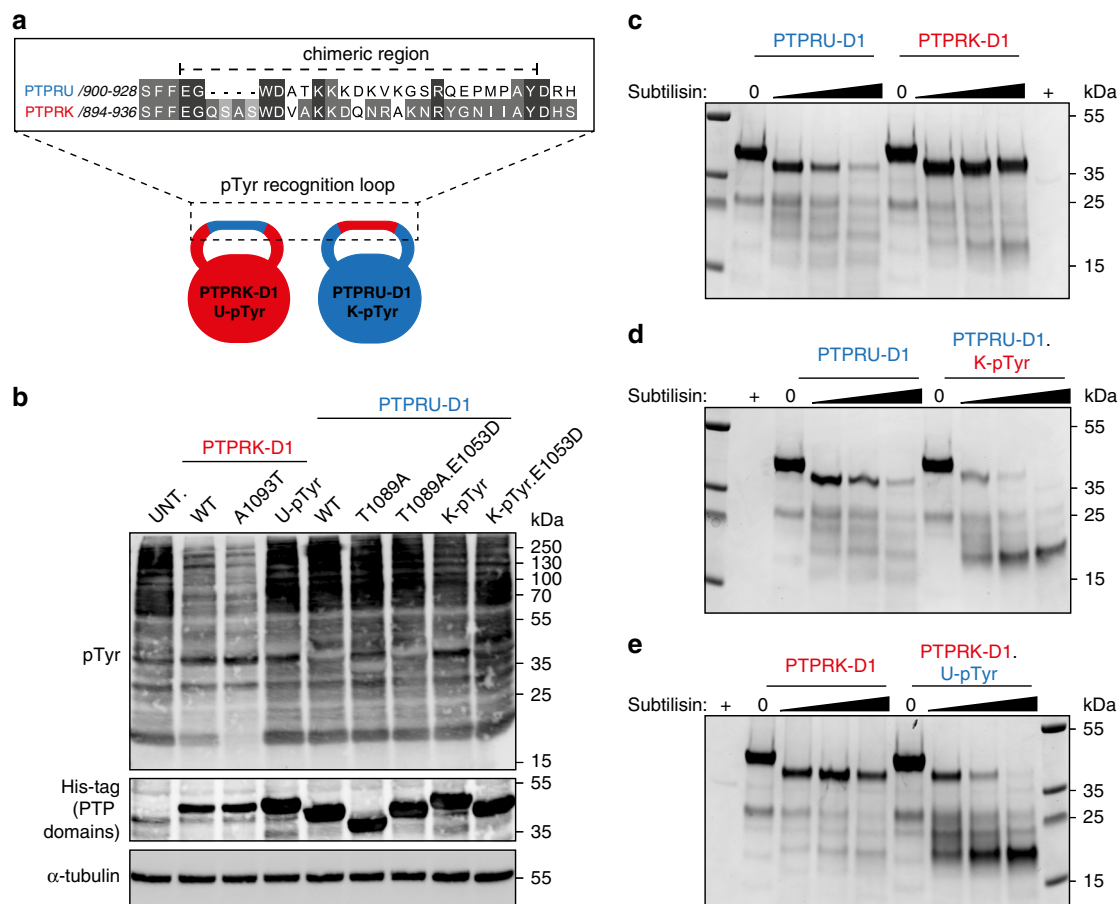 a
chimeric region
PTPRU /900-928 SFFEG----WDATKKKDKVKGSRQEPMPAYDRH
PTPRK /894-936 SFFEGQSASWDVAKKDQNRAKNRYGNIIAYDHS
pTyr recognition loop
PTPRK-D1
U-pTyr
PTPRU-D1
K-pTyr
b
PTPRU-D1
PTPRK-D1
UNT.
WT
A1093T
U-pTyr
WT
T1089A
T1089A.E1053D
K-pTyr
K-pTyr.E1053D
kDa
250
130
100
70
55
pTyr
35
25
15
His-tag
(PTP
domains)
55
35
α-tubulin
55
c
PTPRU-D1 PTPRK-D1
Subtilisin: 0 0 + kDa
55
35
25
15
d
PTPRU-D1 PTPRU-D1.
K-pTyr
Subtilisin: + 0 0 kDa
55
35
25
15
e
PTPRK-D1 PTPRK-D1.
U-pTyr
Subtilisin: + 0 0 kDa
55
35
25
15